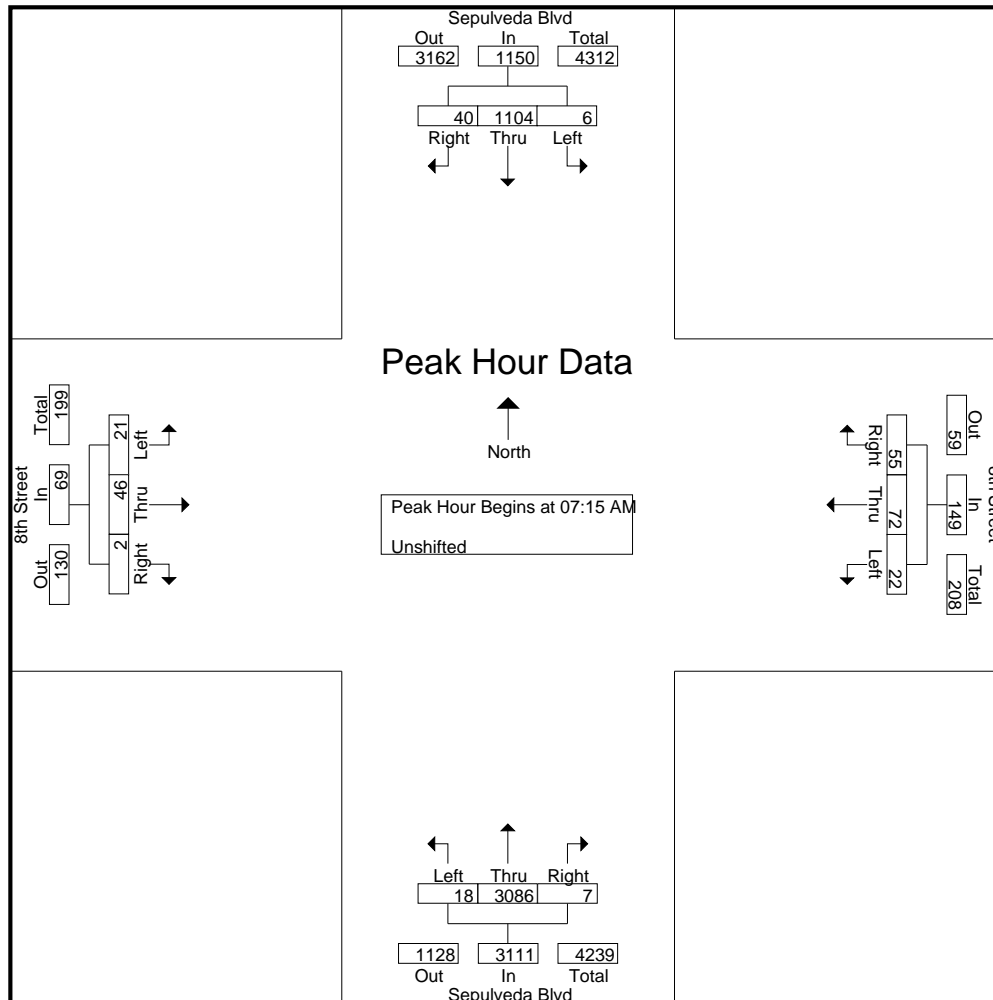 Sepulveda Blvd
Out In Total
3162 1150 4312
40 1104 6
Right Thru Left
Peak Hour Data
North
Peak Hour Begins at 07:15 AM
Unshifted
8th Street
Total In Out
199 69 130
21 46 2
Left Thru Right
Right Thru Left
55 72 22
Out In Total
59 149 208
Street
Left Thru Right
18 3086 7
1128 3111 4239
Out In Total
Sepulveda Blvd